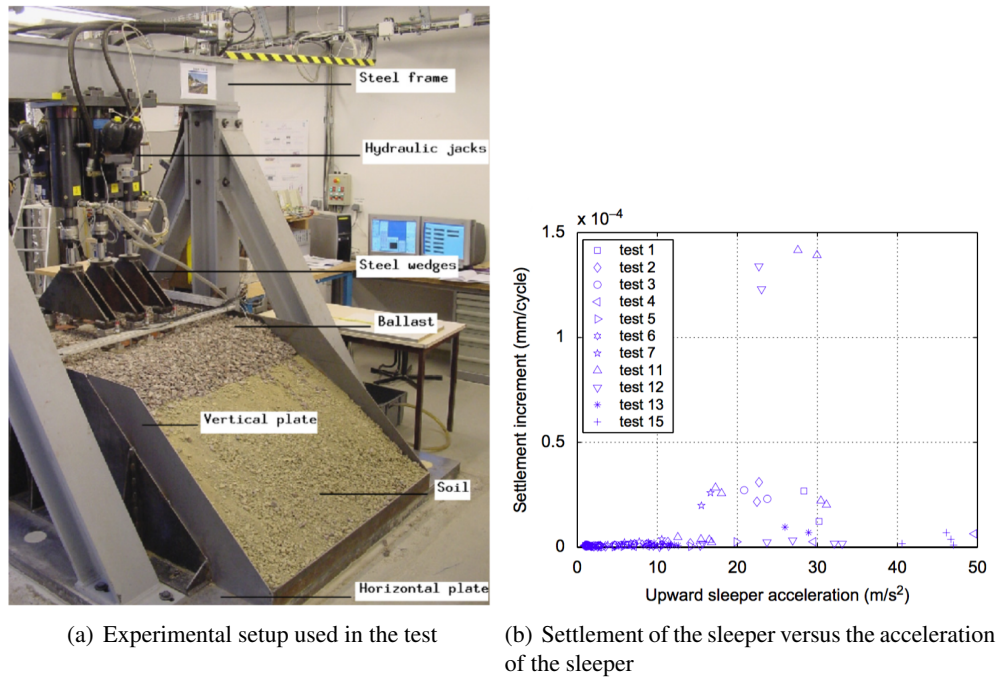 Steel frame
Hydraulic jacks
Steel wedges
Ballast
Vertical plate
Soil
Horizontal plate
(a) Experimental setup used in the test
x 10⁻⁴
1.5
1
0.5
0
Settlement increment (mm/cycle)
test 1
test 2
test 3
test 4
test 5
test 6
test 7
test 11
test 12
test 13
test 15
0 10 20 30 40 50
Upward sleeper acceleration (m/s²)
(b) Settlement of the sleeper versus the acceleration
of the sleeper